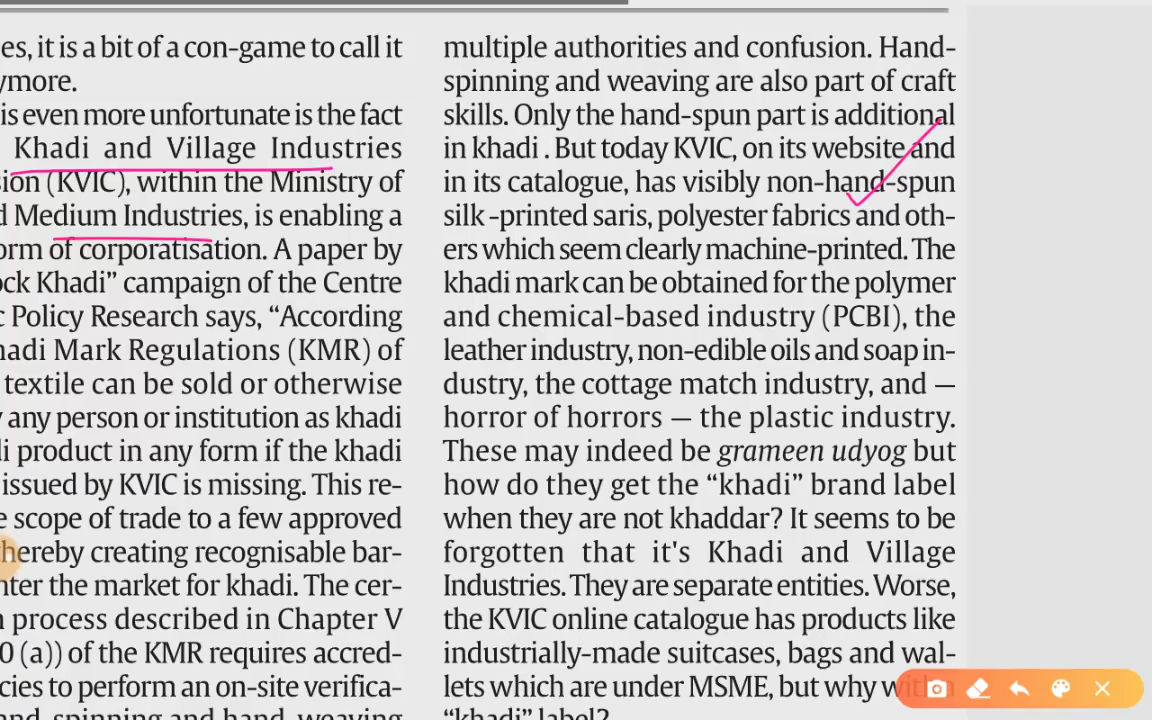 es, it is a bit of a con-game to call it
ymore.
is even more unfortunate is the fact
Khadi and Village Industries
sion (KVIC), within the Ministry of
d Medium Industries, is enabling a
orm of corporatisation. A paper by
ock Khadi” campaign of the Centre
c Policy Research says, “According
hadi Mark Regulations (KMR) of
textile can be sold or otherwise
y any person or institution as khadi
di product in any form if the khadi
issued by KVIC is missing. This re-
e scope of trade to a few approved
thereby creating recognisable bar-
nter the market for khadi. The cer-
n process described in Chapter V
0 (a)) of the KMR requires accred-
cies to perform an on-site verifica-
and spinning and hand weaving
multiple authorities and confusion. Hand-
spinning and weaving are also part of craft
skills. Only the hand-spun part is additional
in khadi . But today KVIC, on its website and
in its catalogue, has visibly non-hand-spun
silk -printed saris, polyester fabrics and oth-
ers which seem clearly machine-printed. The
khadi mark can be obtained for the polymer
and chemical-based industry (PCBI), the
leather industry, non-edible oils and soap in-
dustry, the cottage match industry, and —
horror of horrors — the plastic industry.
These may indeed be grameen udyog but
how do they get the “khadi” brand label
when they are not khaddar? It seems to be
forgotten that it's Khadi and Village
Industries. They are separate entities. Worse,
the KVIC online catalogue has products like
industrially-made suitcases, bags and wal-
lets which are under MSME, but why within
“khadi” label?